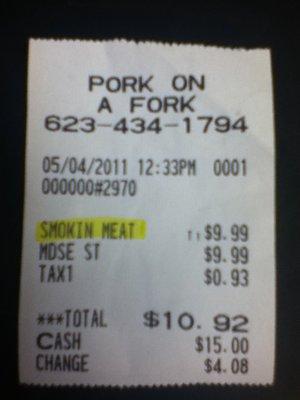 PORK ON
A FORK
623-434-1794
05/04/2011 12:33PM 0001
000000#2970
SMOKIN MEAT $9.99
MDSE ST $9.99
TAX1 $0.93
***TOTAL $10.92
CASH $15.00
CHANGE $4.08